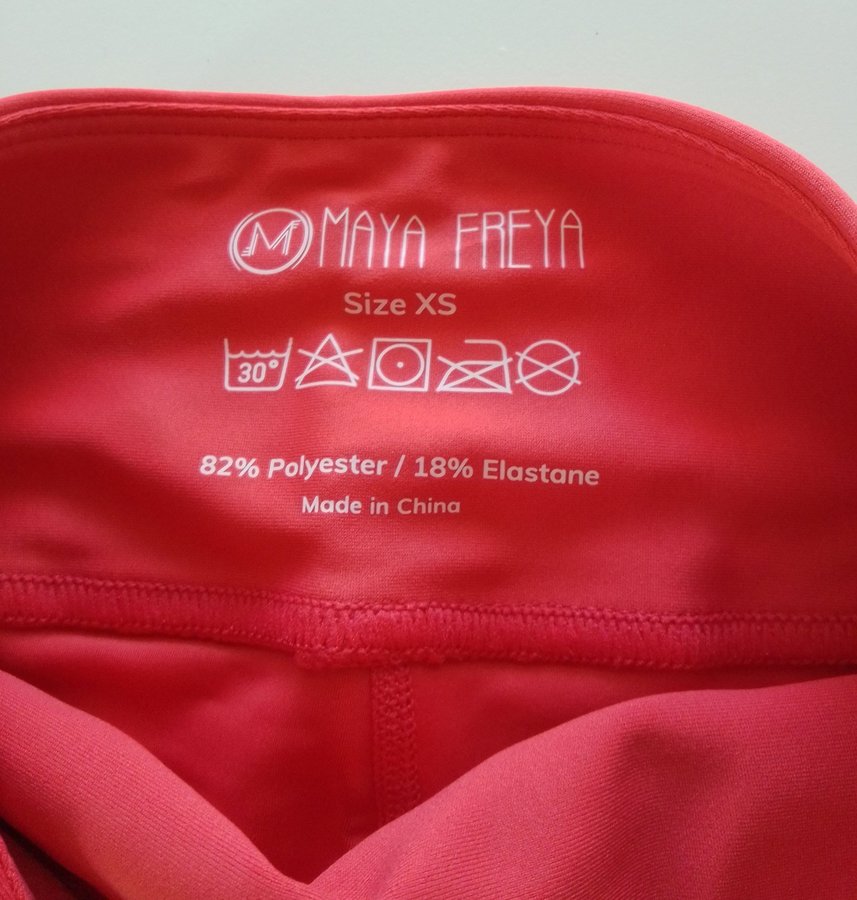 M MAYA FREYA
Size XS
30°
82% Polyester / 18% Elastane
Made in China